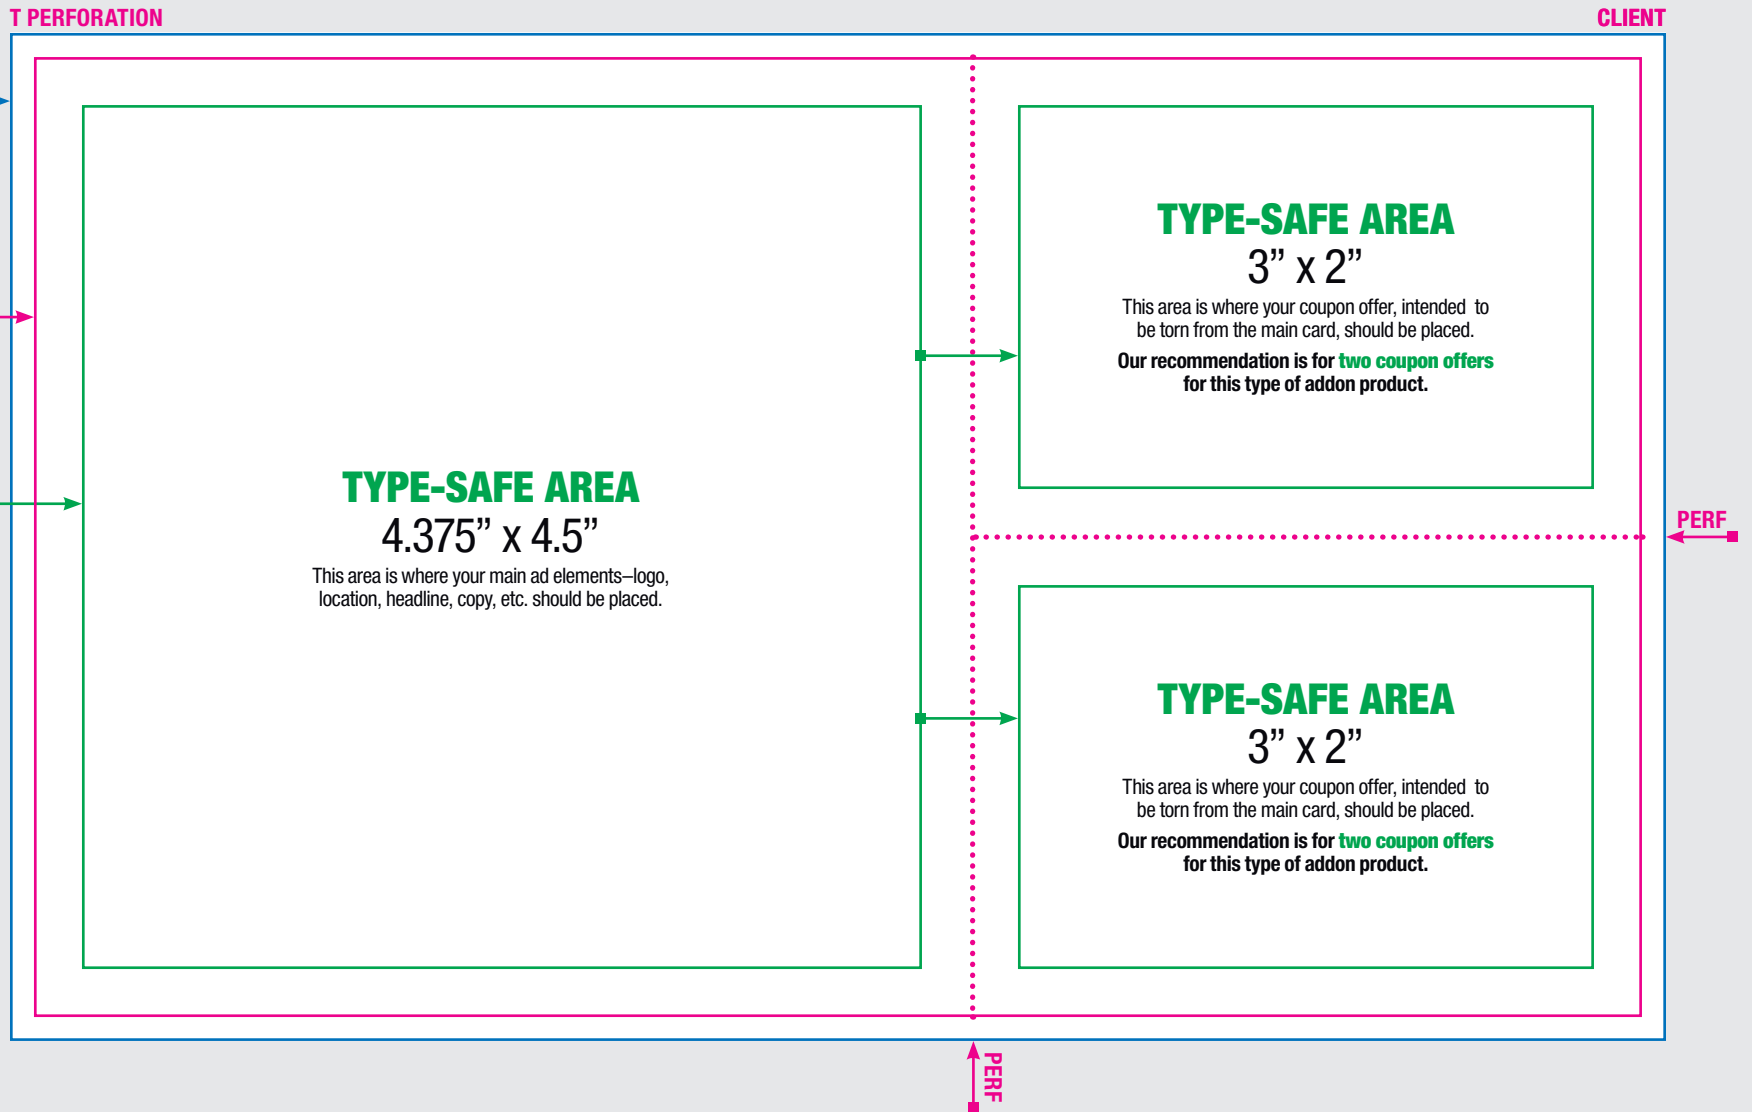 T PERFORATION
CLIENT
TYPE-SAFE AREA
4.375” x 4.5”
This area is where your main ad elements–logo,
location, headline, copy, etc. should be placed.
TYPE-SAFE AREA
3” x 2”
This area is where your coupon offer, intended  to
be torn from the main card, should be placed.
Our recommendation is for two coupon offers
for this type of addon product.
PERF
TYPE-SAFE AREA
3” x 2”
This area is where your coupon offer, intended  to
be torn from the main card, should be placed.
Our recommendation is for two coupon offers
for this type of addon product.
PERF